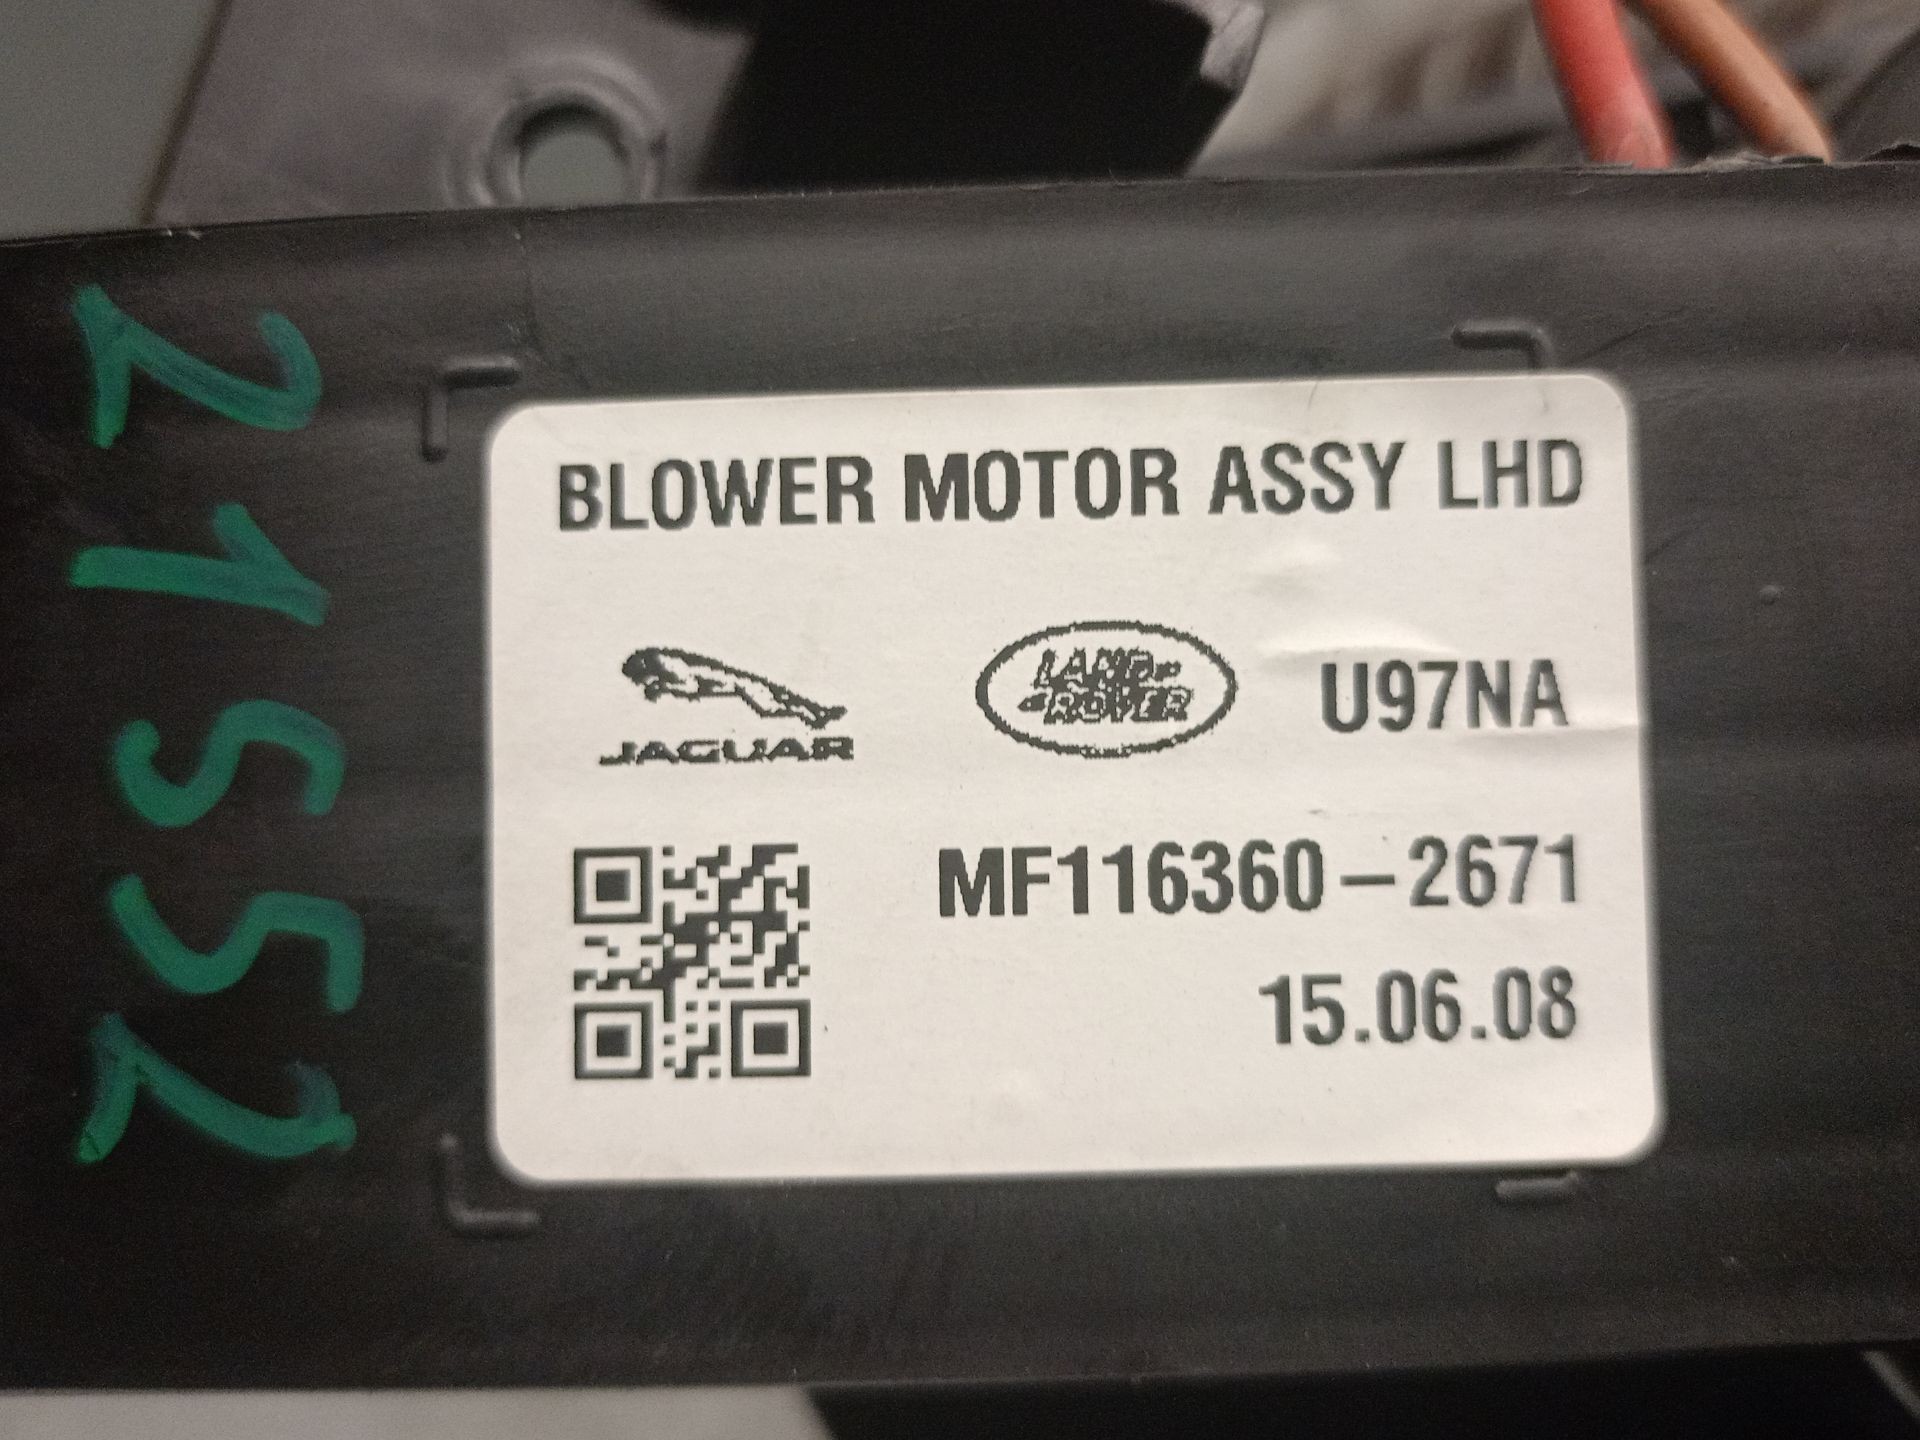 BLOWER MOTOR ASSY LHD
JAGUAR
LAND-
ROVER
U97NA
MF116360-2671
15.06.08
21552